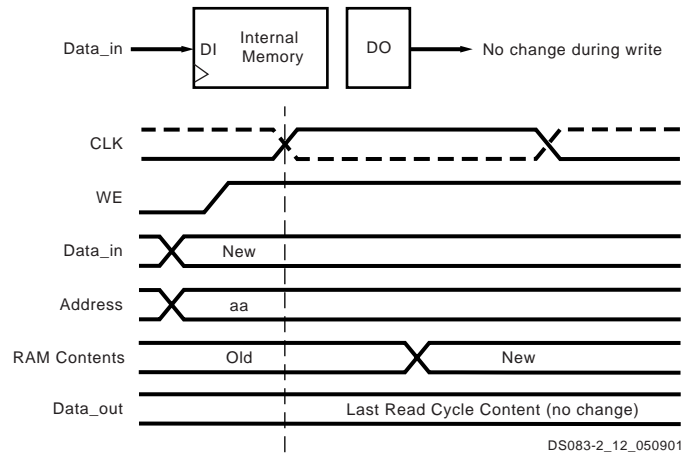 Data_in DI Internal Memory DO No change during write
CLK
WE
Data_in New
Address aa
RAM Contents Old New
Data_out Last Read Cycle Content (no change)
DS083-2_12_050901